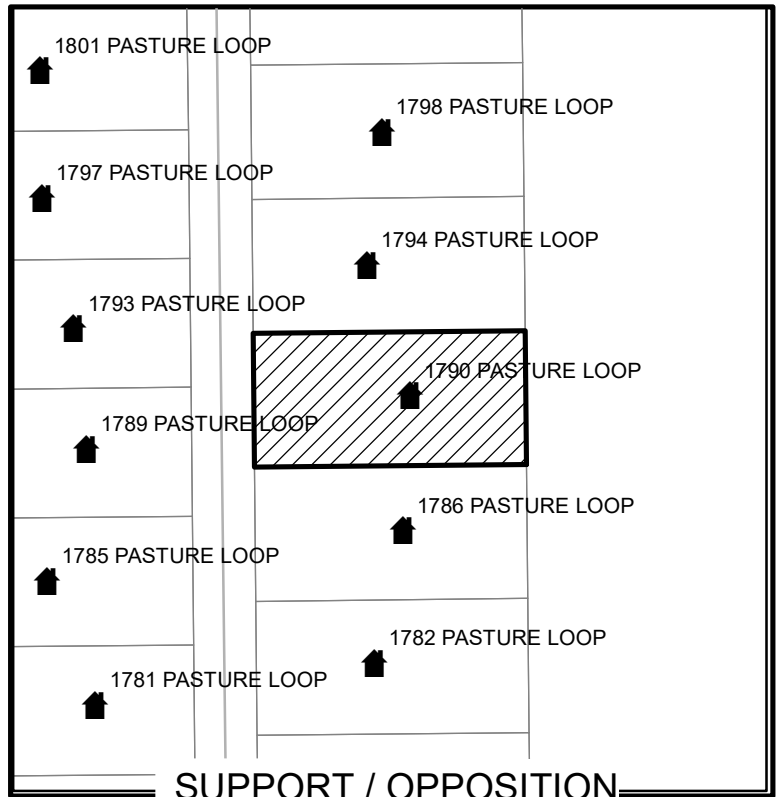 1801 PASTURE LOOP
1798 PASTURE LOOP
1797 PASTURE LOOP
1794 PASTURE LOOP
1793 PASTURE LOOP
1790 PASTURE LOOP
1789 PASTURE LOOP
1786 PASTURE LOOP
1785 PASTURE LOOP
1782 PASTURE LOOP
1781 PASTURE LOOP
SUPPORT / OPPOSITION